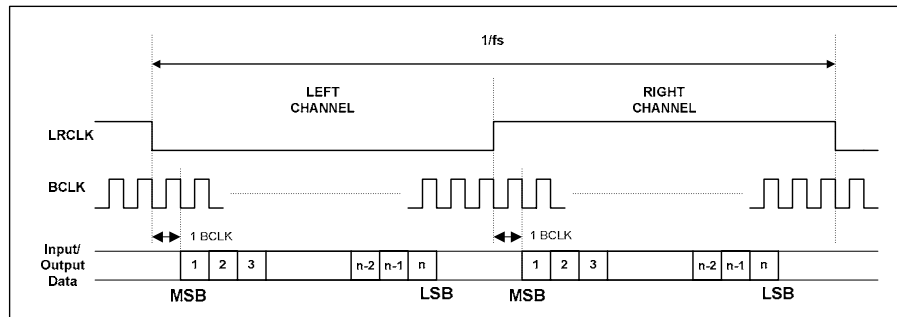 1/fs
LEFT
CHANNEL
RIGHT
CHANNEL
LRCLK
BCLK
1 BCLK
1 BCLK
Input/
Output
Data
1 2 3 n-2 n-1 n 1 2 3 n-2 n-1 n
MSB LSB MSB LSB